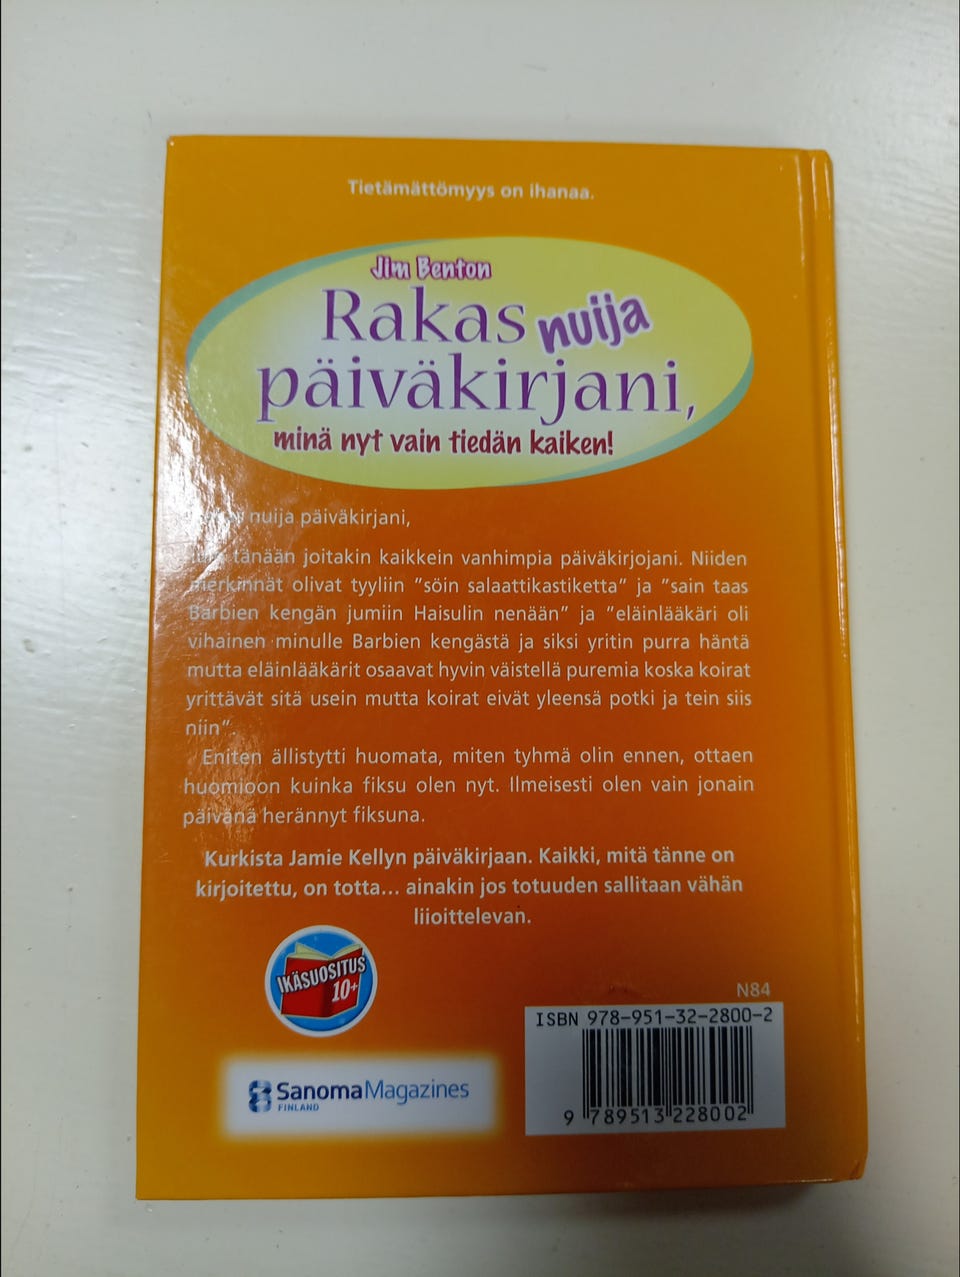 Tietämättömyys on ihanaa.
Jim Benton
Rakas nuija
päiväkirjani,
minä nyt vain tiedän kaiken!
nuija päiväkirjani,
tänään joitakin kaikkein vanhimpia päiväkirjojani. Niiden
merkinnät olivat tyyliin ”söin salaattikastiketta” ja ”sain taas
Barbien kengän jumiin Haisulin nenään” ja ”eläinlääkäri oli
vihainen minulle Barbien kengästä ja siksi yritin purra häntä
mutta eläinlääkärit osaavat hyvin väistellä puremia koska koirat
yrittävät sitä usein mutta koirat eivät yleensä potki ja tein siis
niin”.
Eniten ällistytti huomata, miten tyhmä olin ennen, ottaen
huomioon kuinka fiksu olen nyt. Ilmeisesti olen vain jonain
päivänä herännyt fiksuna.
Kurkista Jamie Kellyn päiväkirjaan. Kaikki, mitä tänne on
kirjoitettu, on totta... ainakin jos totuuden sallitaan vähän
liioittelevan.
IKÄSUOSITUS
10+
N84
ISBN 978-951-32-2800-2
SanomaMagazines
FINLAND
9 789513 228002